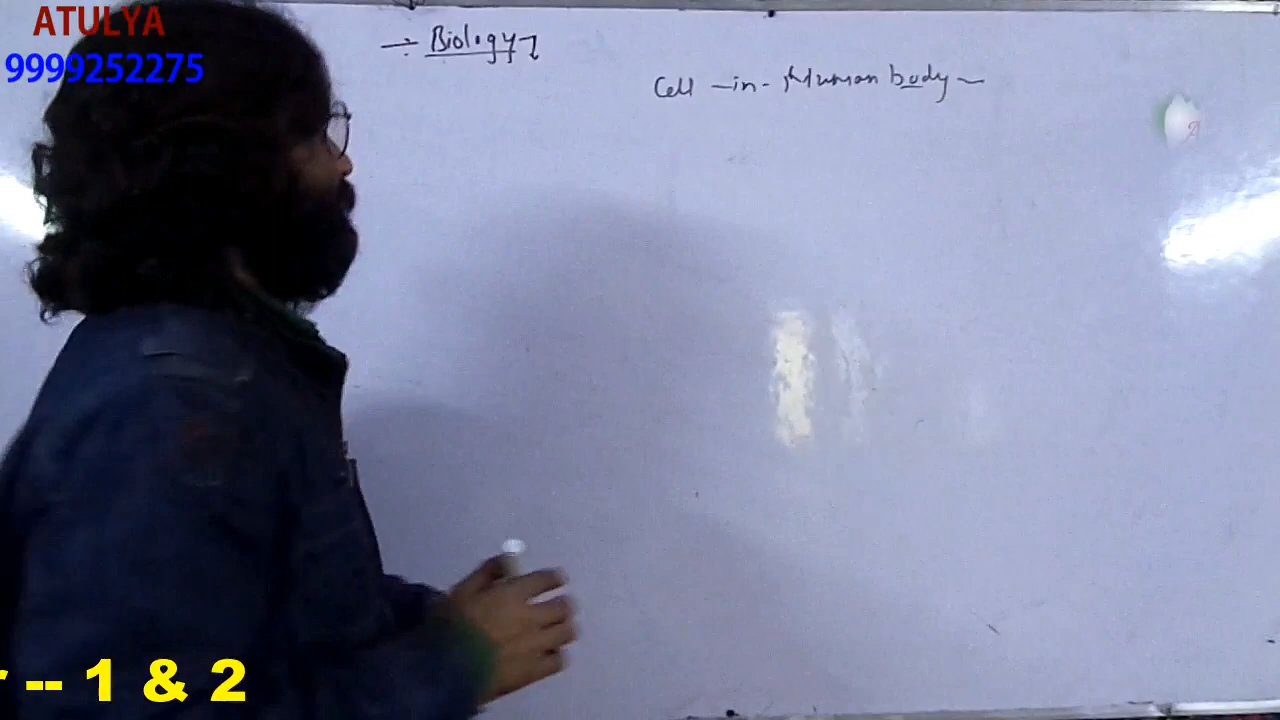 ATULYA
9999252275
Biology
Cell - in - Human body
-- 1 & 2